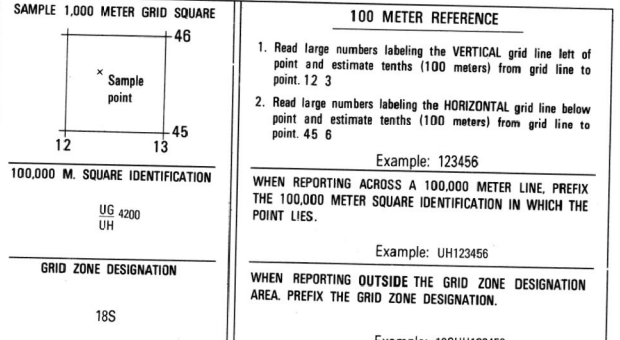 SAMPLE 1,000 METER GRID SQUARE
46
×
Sample
point
45
12
13
100,000 M. SQUARE IDENTIFICATION
UG 4200
UH
GRID ZONE DESIGNATION
18S
100 METER REFERENCE
1. Read large numbers labeling the VERTICAL grid line left of
point and estimate tenths (100 meters) from grid line to
point. 12 3
2. Read large numbers labeling the HORIZONTAL grid line below
point and estimate tenths (100 meters) from grid line to
point. 45 6
Example: 123456
WHEN REPORTING ACROSS A 100,000 METER LINE, PREFIX
THE 100,000 METER SQUARE IDENTIFICATION IN WHICH THE
POINT LIES.
Example: UH123456
WHEN REPORTING OUTSIDE THE GRID ZONE DESIGNATION
AREA. PREFIX THE GRID ZONE DESIGNATION.